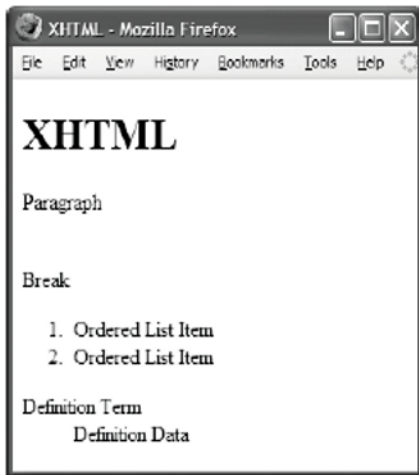 XHTML - Mozilla Firefox
File Edit View History Bookmarks Tools Help
XHTML
Paragraph
Break
1. Ordered List Item
2. Ordered List Item
Definition Term
Definition Data